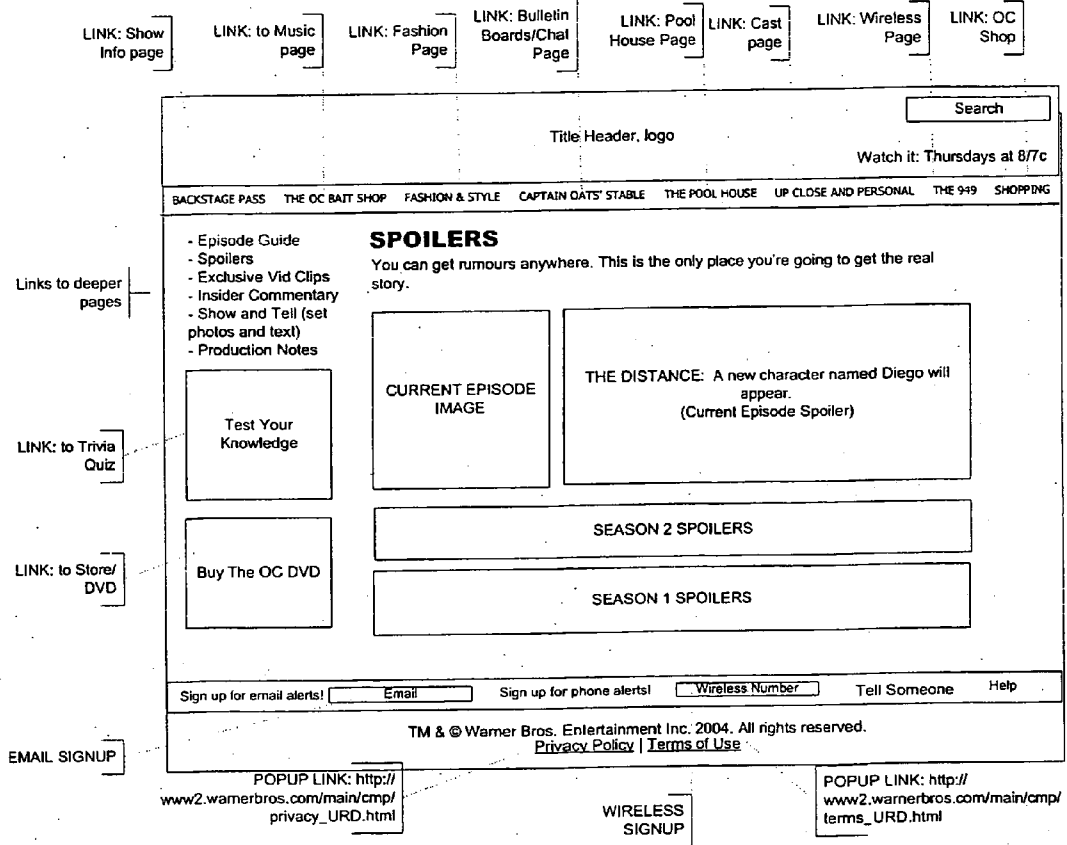 LINK: Show
Info page
LINK: to Music
page
LINK: Fashion
Page
LINK: Bulletin
Boards/Chat
Page
LINK: Pool
House Page
LINK: Cast
page
LINK: Wireless
Page
LINK: OC
Shop
Search
Title Header, logo
Watch it: Thursdays at 8/7c
BACKSTAGE PASS THE OC BAIT SHOP FASHION & STYLE CAPTAIN OATS' STABLE THE POOL HOUSE UP CLOSE AND PERSONAL THE 949 SHOPPING
Links to deeper
pages
- Episode Guide
- Spoilers
- Exclusive Vid Clips
- Insider Commentary
- Show and Tell (set
photos and text)
- Production Notes
SPOILERS
You can get rumours anywhere. This is the only place you're going to get the real
story.
CURRENT EPISODE
IMAGE
THE DISTANCE: A new character named Diego will
appear.
(Current Episode Spoiler)
LINK: to Trivia
Quiz
Test Your
Knowledge
SEASON 2 SPOILERS
LINK: to Store/
DVD
Buy The OC DVD
SEASON 1 SPOILERS
Sign up for email alerts! Email Sign up for phone alerts! Wireless Number Tell Someone Help
TM & © Warner Bros. Entertainment Inc. 2004. All rights reserved.
Privacy Policy | Terms of Use
EMAIL SIGNUP
POPUP LINK: http://
www2.warnerbros.com/main/cmp/
privacy_URD.html
WIRELESS
SIGNUP
POPUP LINK: http://
www2.warnerbros.com/main/cmp/
terms_URD.html